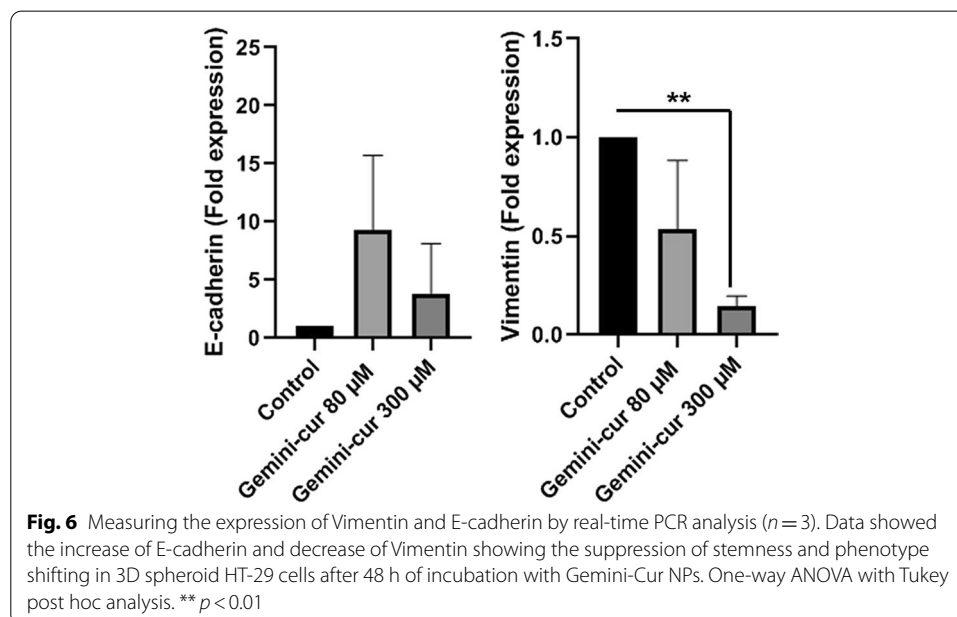 E-cadherin (Fold expression)
25
20
15
10
5
0
Control
Gemini-cur 80 μM
Gemini-cur 300 μM
Vimentin (Fold expression)
1.5
1.0
0.5
0.0
**
Control
Gemini-cur 80 μM
Gemini-cur 300 μM
Fig. 6 Measuring the expression of Vimentin and E-cadherin by real-time PCR analysis (n = 3). Data showed
the increase of E-cadherin and decrease of Vimentin showing the suppression of stemness and phenotype
shifting in 3D spheroid HT-29 cells after 48 h of incubation with Gemini-Cur NPs. One-way ANOVA with Tukey
post hoc analysis. ** p < 0.01